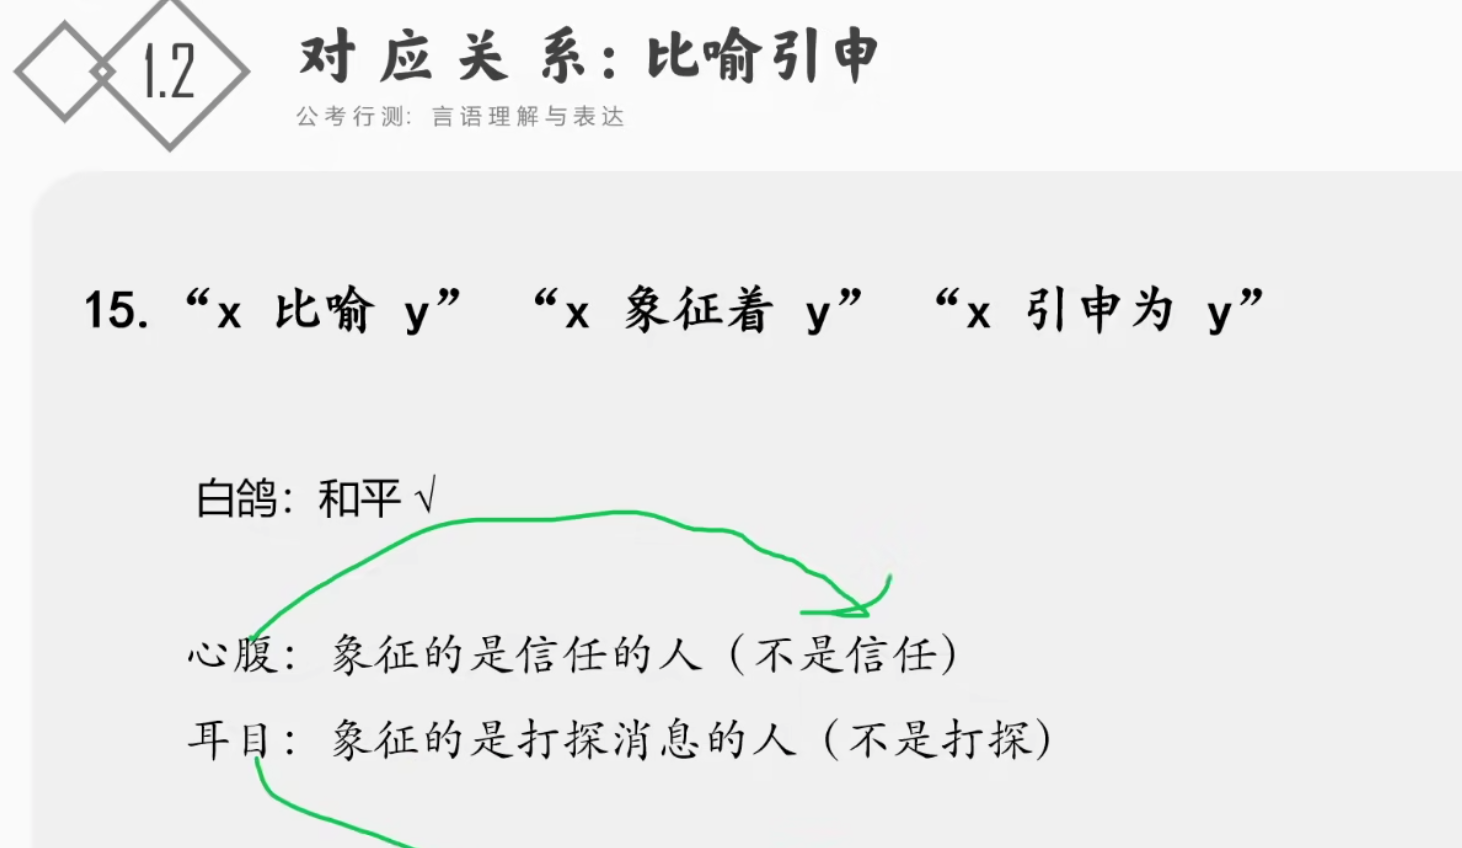 1.2
对应关系：比喻引申
公考行测：言语理解与表达
15.“x 比喻 y” “x 象征着 y” “x 引申为 y”
白鸽：和平 √
心腹：象征的是信任的人（不是信任）
耳目：象征的是打探消息的人（不是打探）